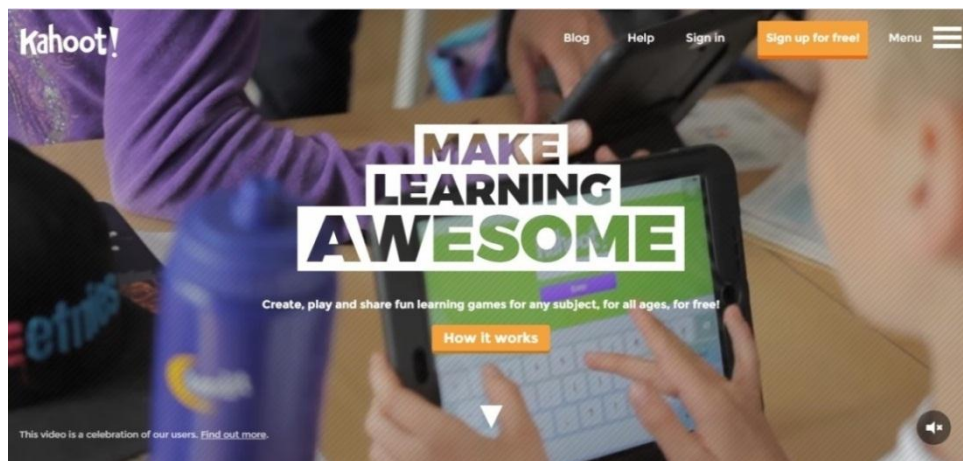 Kahoot!
Blog Help Sign in Sign up for free! Menu
MAKE
LEARNING
AWESOME
Create, play and share fun learning games for any subject, for all ages, for free!
How it works
=etnies
This video is a celebration of our users. Find out more.